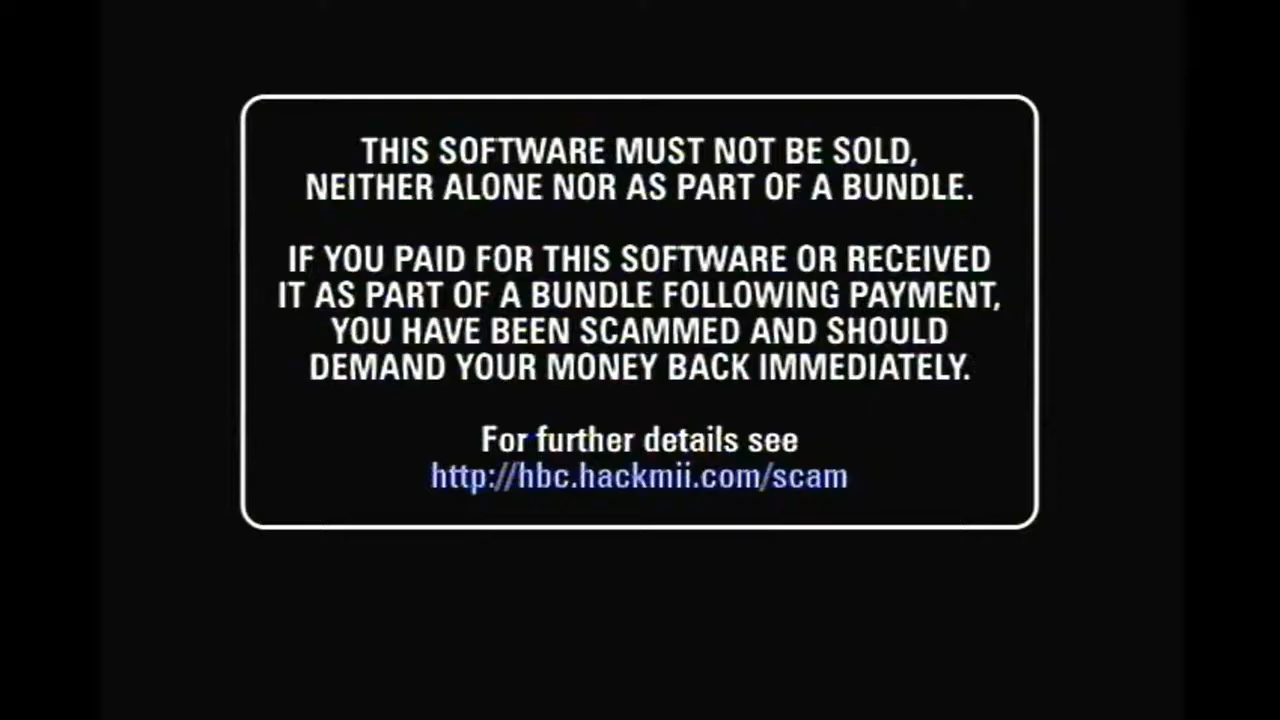 THIS SOFTWARE MUST NOT BE SOLD,
NEITHER ALONE NOR AS PART OF A BUNDLE.
IF YOU PAID FOR THIS SOFTWARE OR RECEIVED
IT AS PART OF A BUNDLE FOLLOWING PAYMENT,
YOU HAVE BEEN SCAMMED AND SHOULD
DEMAND YOUR MONEY BACK IMMEDIATELY.
For further details see
http://hbc.hackmii.com/scam